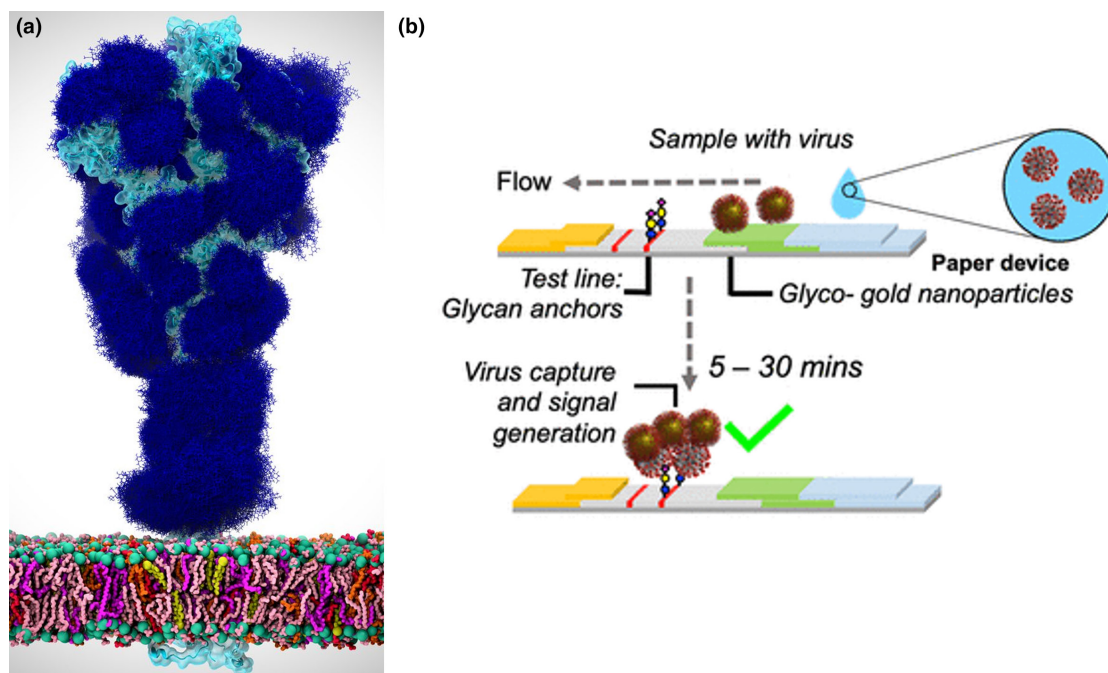 (a)
(b)
Sample with virus
Flow
Paper device
Test line:
Glycan anchors
Glyco- gold nanoparticles
5 – 30 mins
Virus capture
and signal
generation